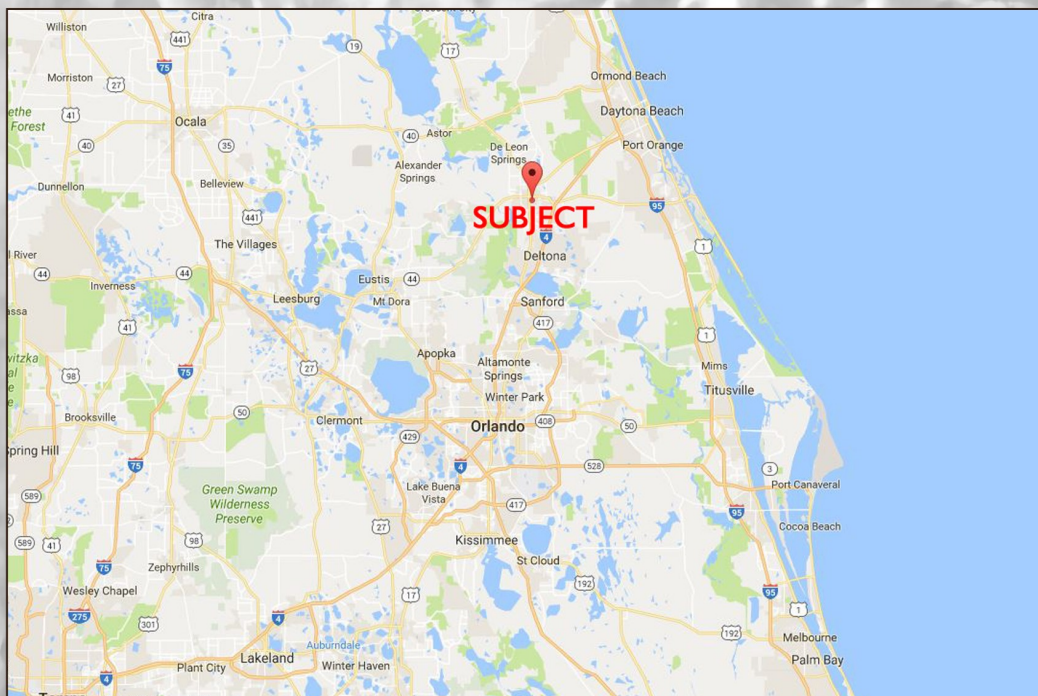 Citra
Williston
441
19
17
75
Ormond Beach
Morriston
27
Daytona Beach
41
Ocala
40
Astor
De Leon
Springs
Port Orange
40
35
Alexander
Springs
Dunnellon
Belleview
SUBJECT
95
441
4
The Villages
1
Deltona
44
44
Eustis
44
Inverness
Leesburg
Mt Dora
Sanford
41
417
1
Apopka
Altamonte
Springs
Mims
27
98
75
Titusville
Winter Park
Brooksville
50
Clermont
Orlando
408
50
429
Spring Hill
75
4
528
3
Lake Buena
Vista
Port Canaveral
589
Green Swamp
Wilderness
Preserve
417
95
27
Cocoa Beach
Kissimmee
589
41
98
St Cloud
75
Zephyrhills
192
Wesley Chapel
17
95
275
301
4
1
192
Melbourne
Auburndale
Lakeland
Plant City
Winter Haven
Palm Bay
4